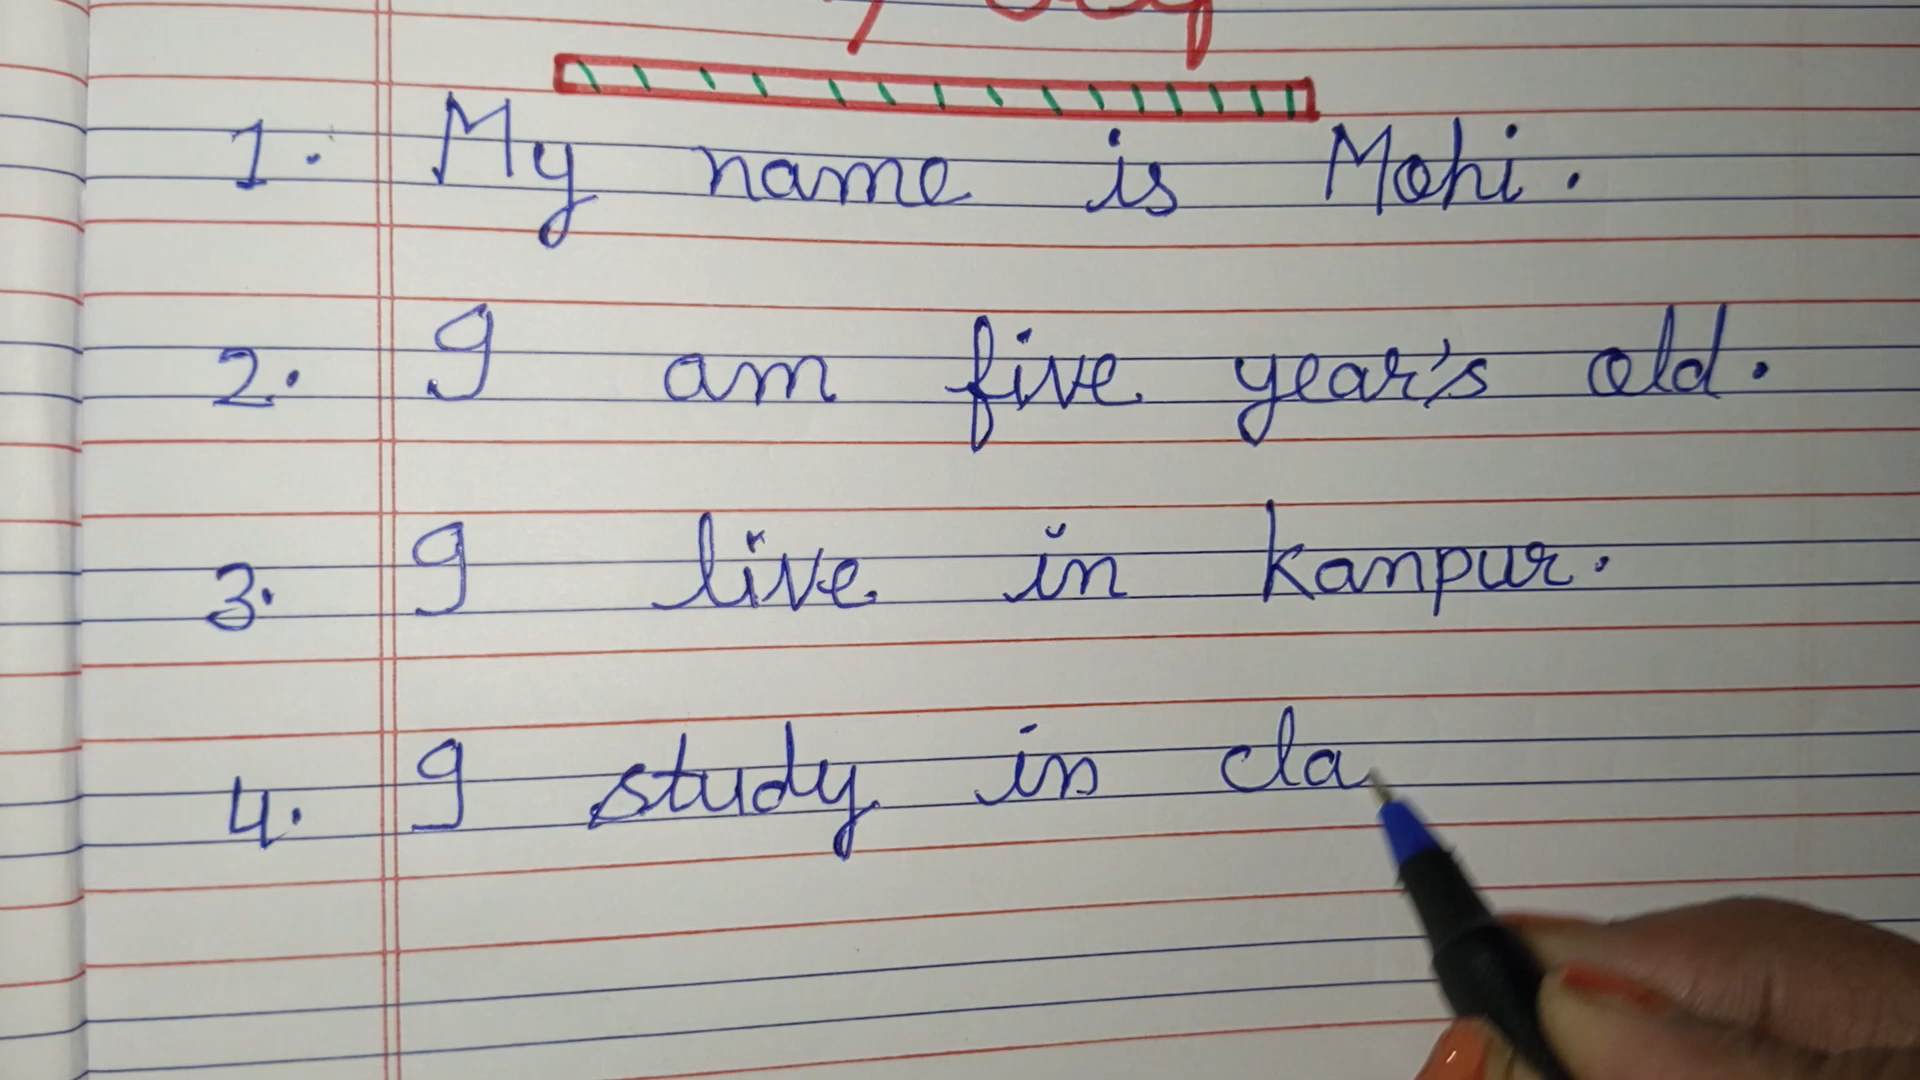 1. My name is Mohi.
2. I am five year's old.
3. I live in kanpur.
4. I study in cla